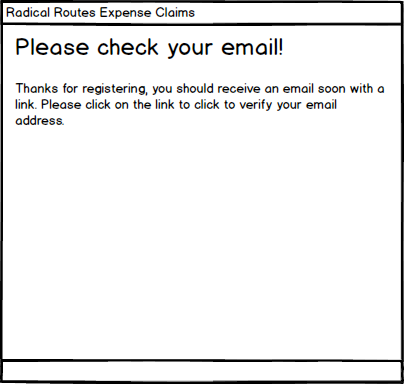 Radical Routes Expense Claims
Please check your email!
Thanks for registering, you should receive an email soon with a
link. Please click on the link to click to verify your email
address.